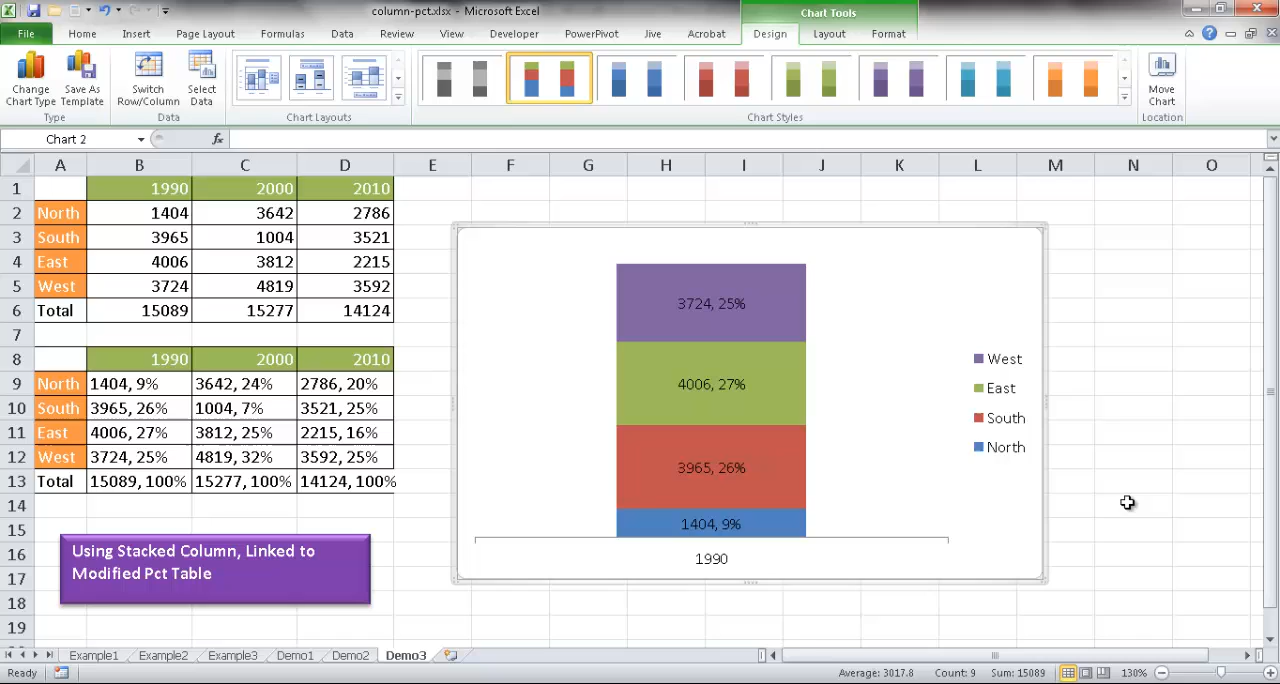 column-pct.xlsx - Microsoft Excel
Chart Tools
File Home Insert Page Layout Formulas Data Review View Developer PowerPivot Jive Acrobat Design Layout Format
Change Chart Type
Save As Template
Switch Row/Column
Select Data
Move Chart
Type
Data
Chart Layouts
Chart Styles
Location
Chart 2
fx
A B C D E F G H I J K L M N O
1 1990 2000 2010
2 North 1404 3642 2786
3 South 3965 1004 3521
4 East 4006 3812 2215
5 West 3724 4819 3592
6 Total 15089 15277 14124
7
8 1990 2000 2010
9 North 1404, 9% 3642, 24% 2786, 20%
10 South 3965, 26% 1004, 7% 3521, 25%
11 East 4006, 27% 3812, 25% 2215, 16%
12 West 3724, 25% 4819, 32% 3592, 25%
13 Total 15089, 100% 15277, 100% 14124, 100%
14
15
16
17
18
19
Using Stacked Column, Linked to
Modified Pct Table
3724, 25%
4006, 27%
3965, 26%
1404, 9%
1990
West
East
South
North
Example1 Example2 Example3 Demo1 Demo2 Demo3
Ready Average: 3017.8 Count: 9 Sum: 15089 130%